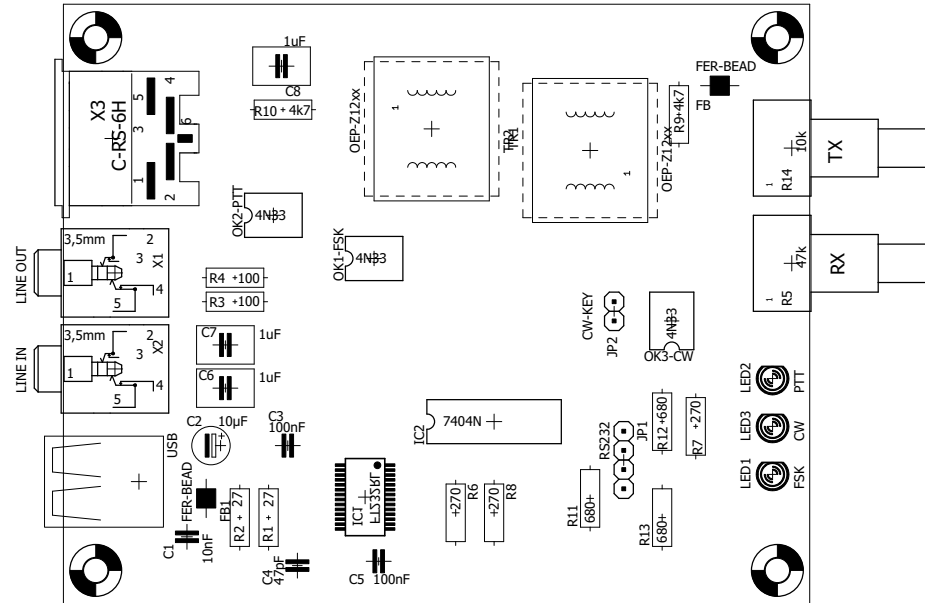 1uF
C8
R10 + 4k7
X3
C-RS-6H
5
4
3
6
1
2
OEP-Z12xx
1
TR2
TR1
1
OEP-Z12xx
R9+4k7
FER-BEAD
FB
10k
TX
1
R14
47k
RX
1
R5
OK2-PTT
4N33
OK1-FSK
4N33
LINE OUT
3,5mm
2
3
X1
1
4
5
R4 +100
R3 +100
LINE IN
3,5mm
2
3
X2
1
4
5
C7
1uF
C6
1uF
CW-KEY
JP2
4N33
OK3-CW
LED2
PTT
LED3
CW
LED1
FSK
USB
C2
10µF
+
C3
100nF
IC2
7404N
RS232
JP1
R12+680
R7 +270
FER-BEAD
FB1
R2 + 27
R1 + 27
IC1
FT232RL
+270
R6
+270
R8
R11
680+
R13
680+
C1
10nF
C4
47pF
C5
100nF